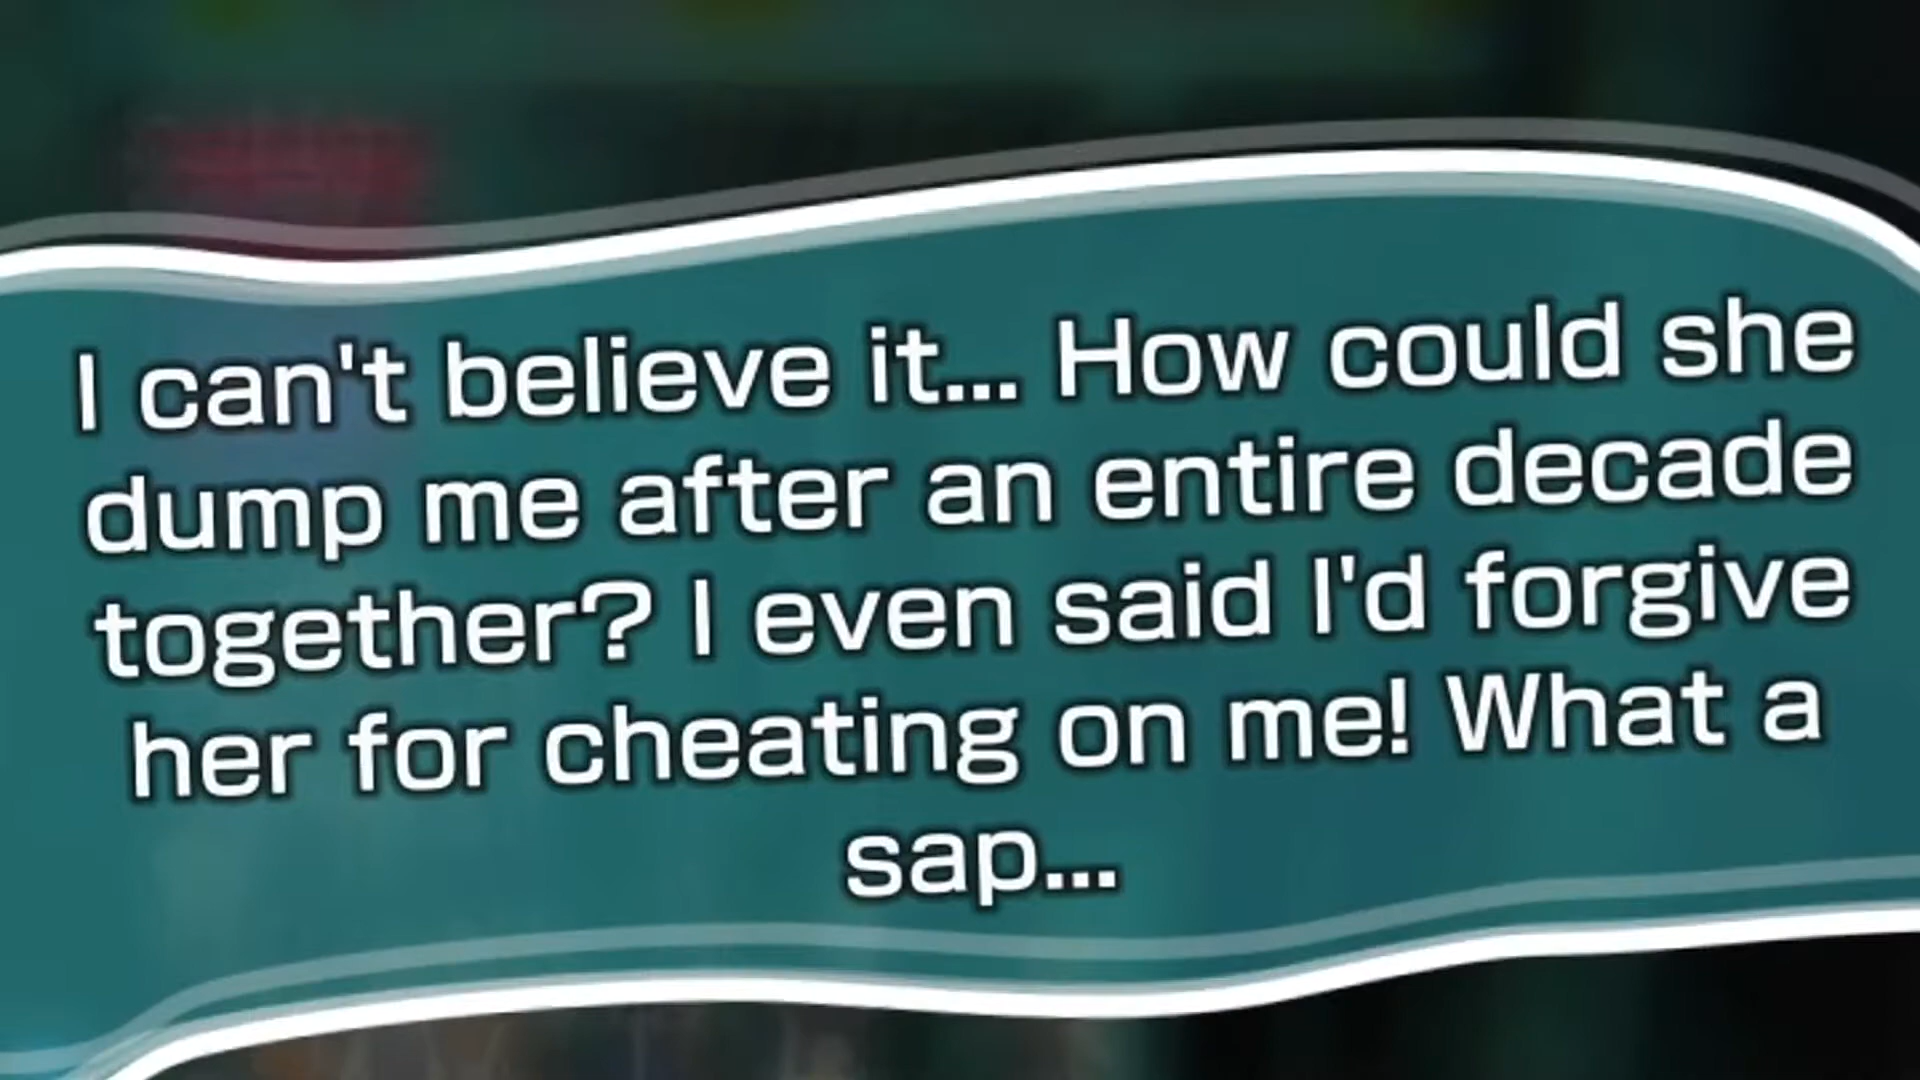 I can't believe it... How could she
dump me after an entire decade
together? I even said I'd forgive
her for cheating on me! What a
sap...